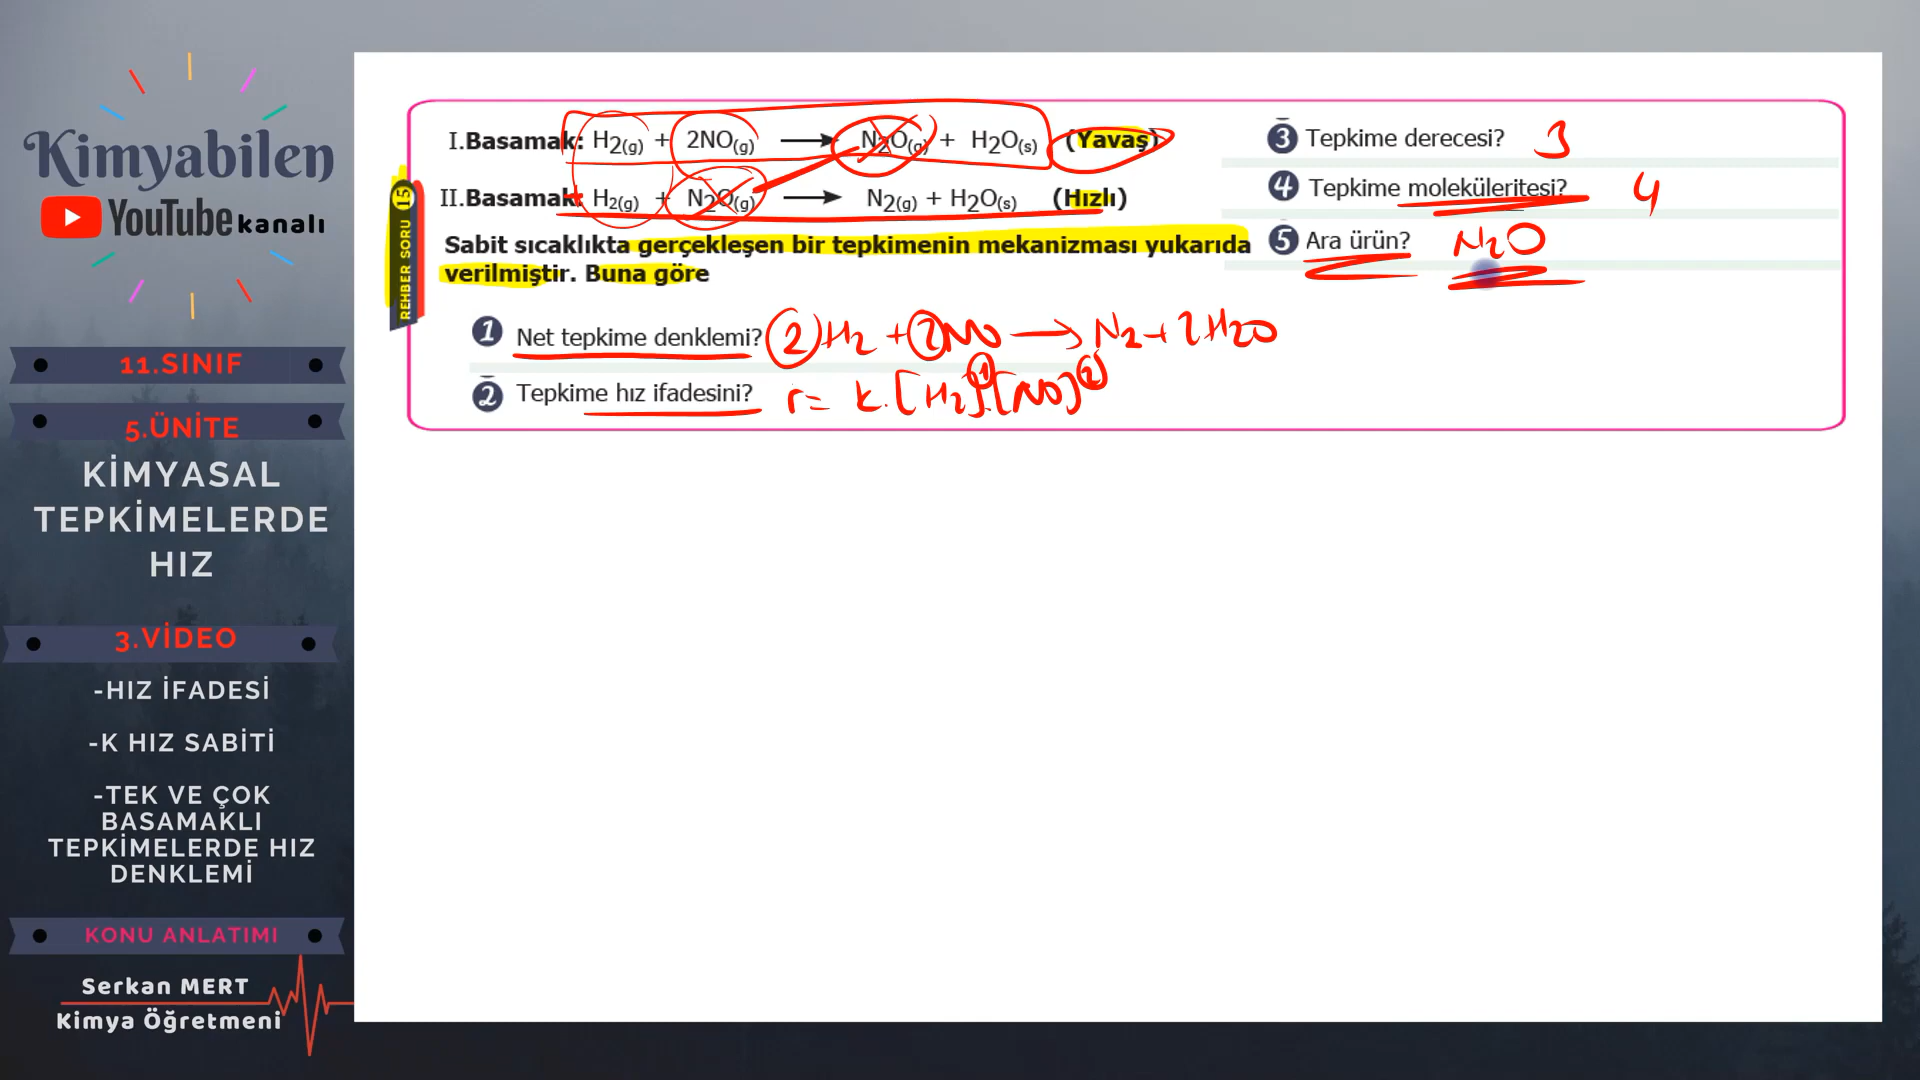 Kimyabilen
YouTube kanalı
11.SINIF
5.ÜNİTE
KİMYASAL
TEPKİMELERDE
HIZ
3.VİDEO
-HIZ İFADESİ
-K HIZ SABİTİ
-TEK VE ÇOK
BASAMAKLI
TEPKİMELERDE HIZ
DENKLEMİ
KONU ANLATIMI
Serkan MERT
Kimya Öğretmeni
REHBER SORU 15
I.Basamak: H2(g) + 2NO(g) → N2O(g) + H2O(s) (Yavaş)
II.Basamak: H2(g) + N2O(g) → N2(g) + H2O(s) (Hızlı)
Sabit sıcaklıkta gerçekleşen bir tepkimenin mekanizması yukarıda
verilmiştir. Buna göre
1 Net tepkime denklemi? 2H2 + 2NO → N2 + 2H2O
2 Tepkime hız ifadesini? r = k.[H2]1.[NO]2
3 Tepkime derecesi? 3
4 Tepkime moleküleritesi? 4
5 Ara ürün? N2O